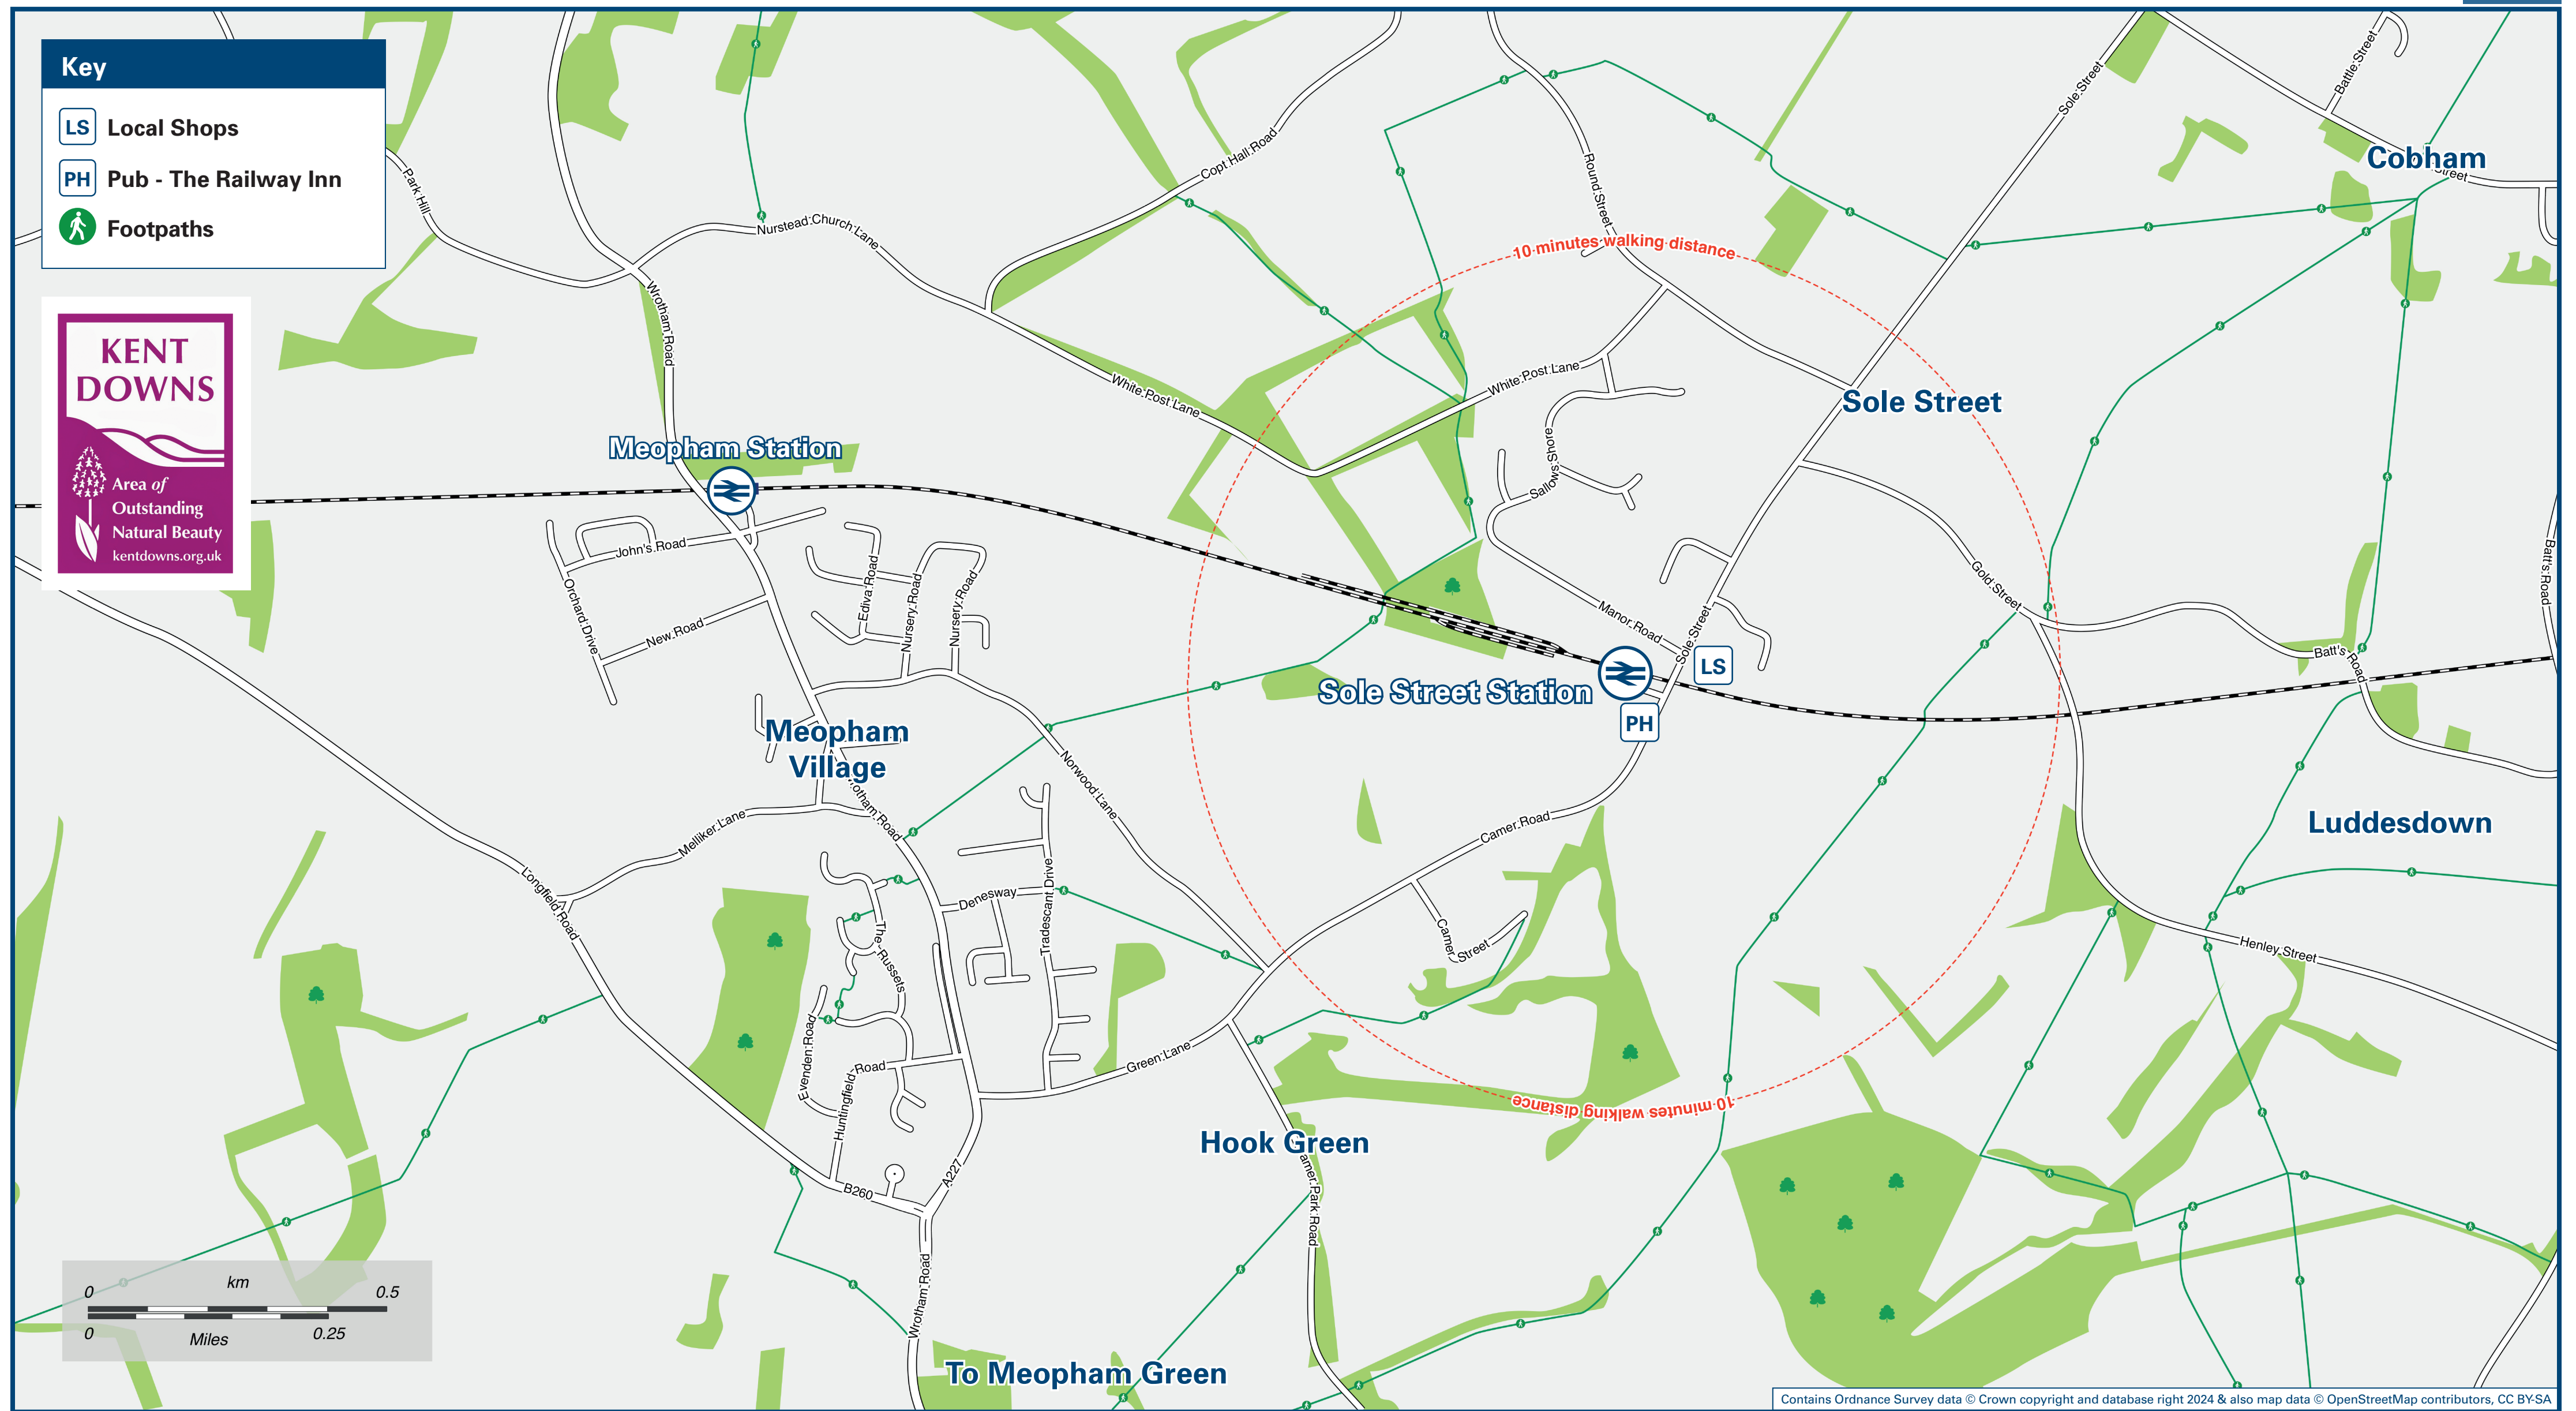 Key
LS Local Shops
PH Pub - The Railway Inn
Footpaths
KENT
DOWNS
Area of
Outstanding
Natural Beauty
kentdowns.org.uk
Park Hill
Wrotham Road
Nurstead Church Lane
Copt Hall Road
White Post Lane
White Post Lane
Round Street
Sole Street
Battle Street
Cobham
Street
10 minutes walking distance
Sole Street
Meopham Station
John's Road
Orchard Drive
New Road
Ediva Road
Nursery Road
Nursery Road
Sallows Shore
Manor Road
Sole Street
Gold Street
Batt's Road
Batt's Road
LS
Sole Street Station
PH
Meopham
Village
Wrotham Road
Norwood Lane
Melliker Lane
Longfield Road
Camer Road
Luddesdown
Denesway
Tradescant Drive
The Russets
Camer Street
Henley Street
Evenden Road
Huntingfield Road
Green Lane
10 minutes walking distance
Hook Green
Camer Park Road
B260
A227
Wrotham Road
To Meopham Green
km
0 0.5
0 Miles 0.25
Contains Ordnance Survey data © Crown copyright and database right 2024 & also map data © OpenStreetMap contributors, CC BY-SA